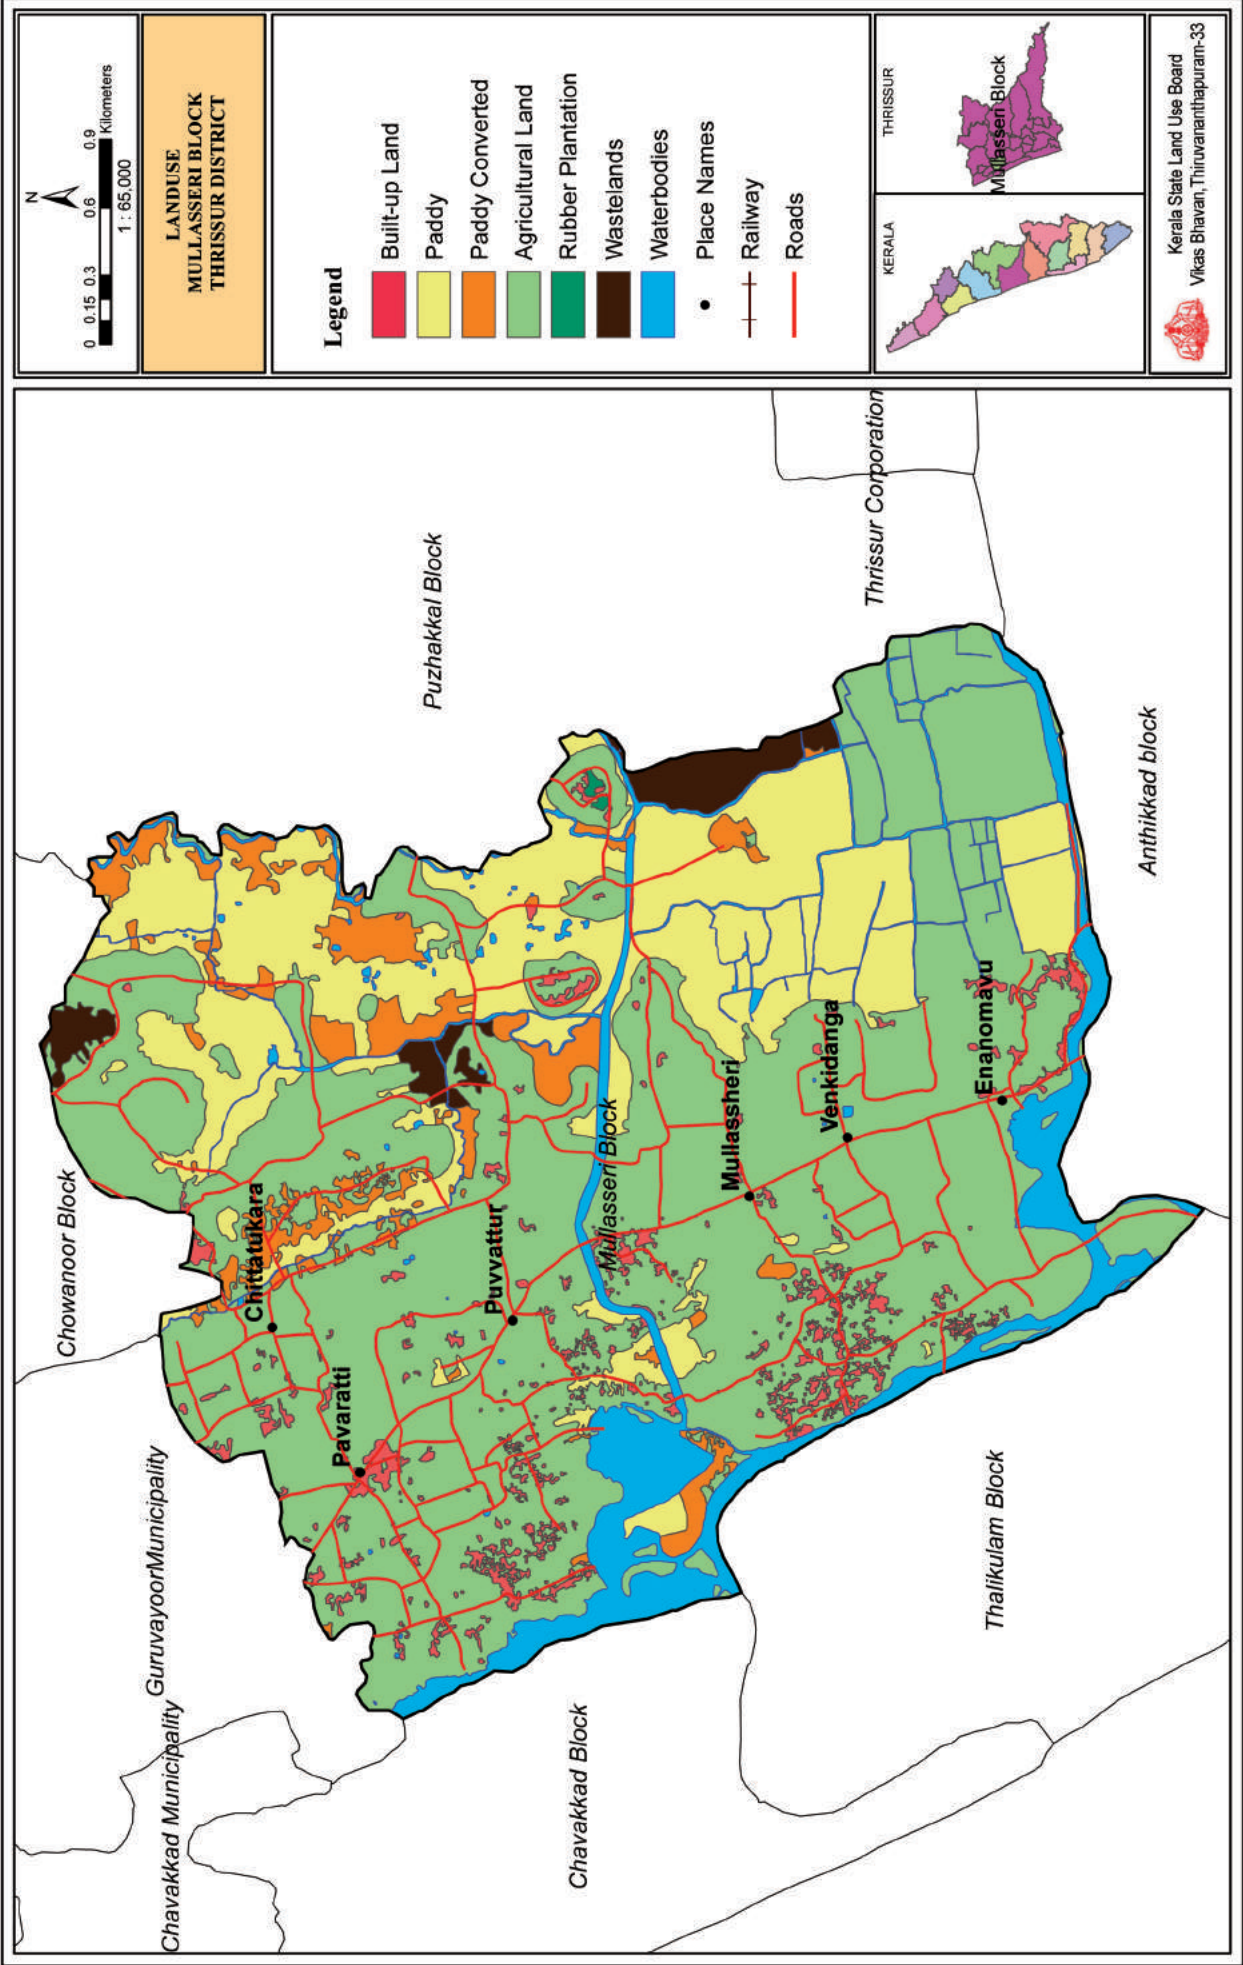 N
0 0.15 0.3 0.6 0.9
Kilometers
1 : 65,000
LANDUSE
MULLASSERI BLOCK
THRISSUR DISTRICT
Legend
Built-up Land
Paddy
Paddy Converted
Agricultural Land
Rubber Plantation
Wastelands
Waterbodies
Place Names
Railway
Roads
KERALA
THRISSUR
Mullasseri Block
Kerala State Land Use Board
Vikas Bhavan,Thiruvananthapuram-33
Chavakkad Municipality
GuruvayoorMunicipality
Chowanoor Block
Puzhakkal Block
Thrissur Corporation
Anthikkad block
Thalikulam Block
Chavakkad Block
Chittatukara
Pavaratti
Puvvattur
Mullasseri Block
Mullassheri
Venkidanga
Enanomavu